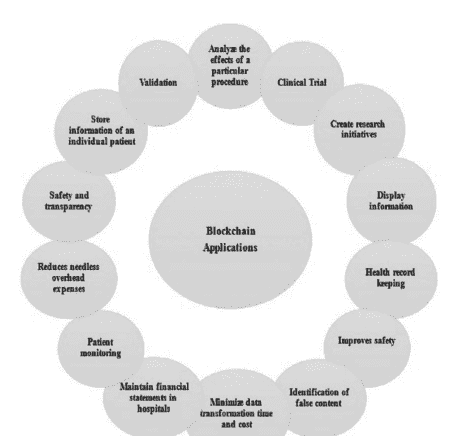 Analyze the
effects of a
particular
procedure
Clinical Trial
Create research
initiatives
Display
information
Health record
keeping
Improves safety
Identification of
false content
Minimize data
transformation time
and cost
Maintain financial
statements in
hospitals
Patient
monitoring
Reduces needless
overhead
expenses
Safety and
transparency
Store
information of an
individual patient
Validation
Blockchain
Applications